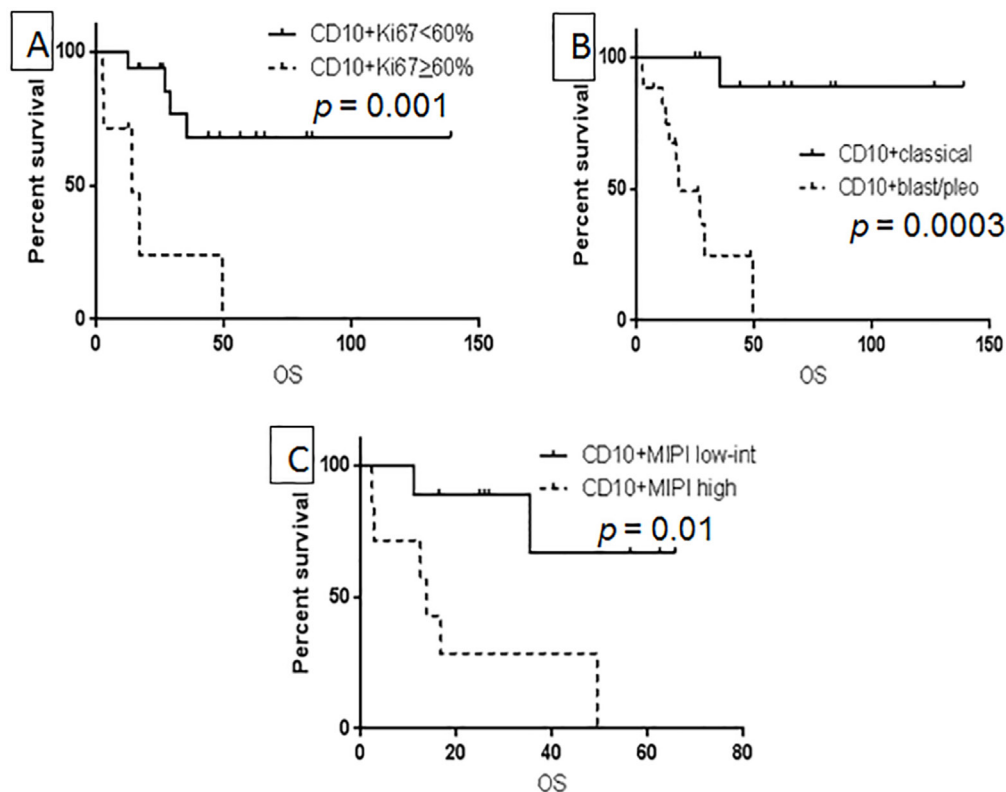 A
CD10+Ki67<60%
CD10+Ki67≥60%
p = 0.001
Percent survival
100
50
0
0 50 100 150
OS
B
CD10+classical
CD10+blast/pleo
p = 0.0003
Percent survival
100
50
0
0 50 100 150
OS
C
CD10+MIPI low-int
CD10+MIPI high
p = 0.01
Percent survival
100
50
0
0 20 40 60 80
OS